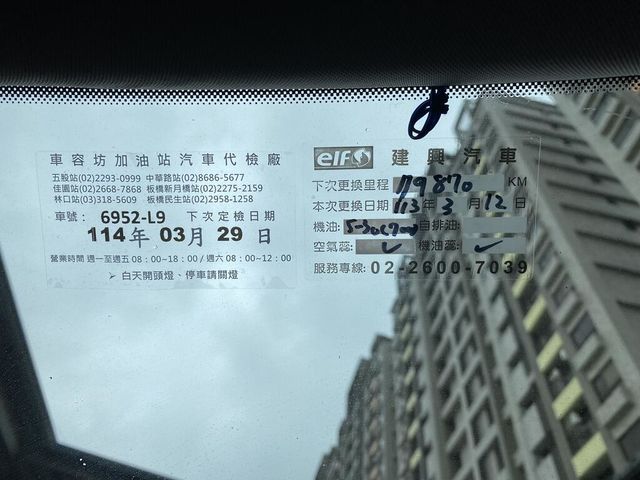 車容坊加油站汽車代檢廠
五股站(02)2293-0999 中華路站(02)8686-5677
佳園站(02)2668-7868 板橋新月橋站(02)2275-2159
林口站(03)318-5609 板橋民生站(02)2958-1258
車號： 6952-L9 下次定檢日期
114年 03月 29 日
營業時間 週一至週五 08：00~18：00 / 週六 08：00~12：00
＞白天開頭燈、停車請關燈
elf 建興汽車
下次更換里程 79870 KM
本次更換日期 113年 3 月 12 日
機油: 自排油:
空氣蕊: ✓ 機油蕊: ✓
服務專線: 02-2600-7039